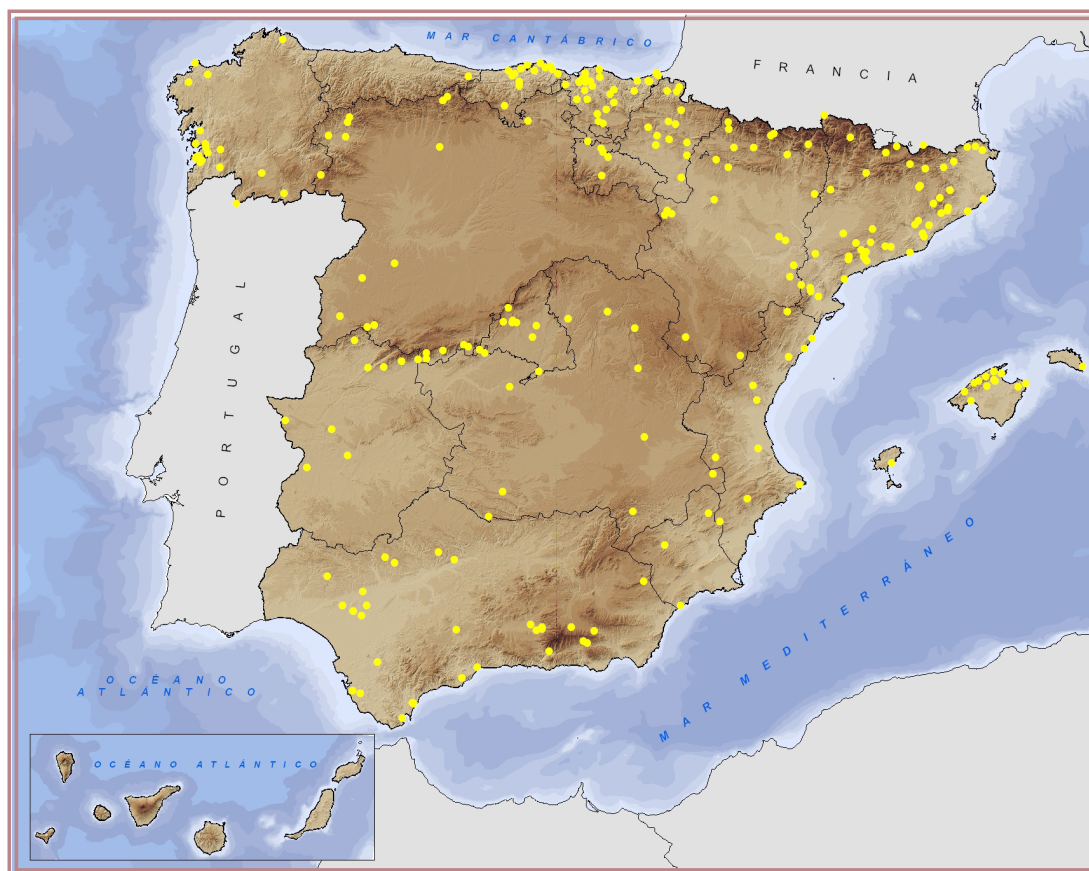 MAR CANTÁBRICO
FRANCIA
PORTUGAL
MAR MEDITERRÁNEO
OCÉANO
ATLÁNTICO
OCÉANO ATLÁNTICO